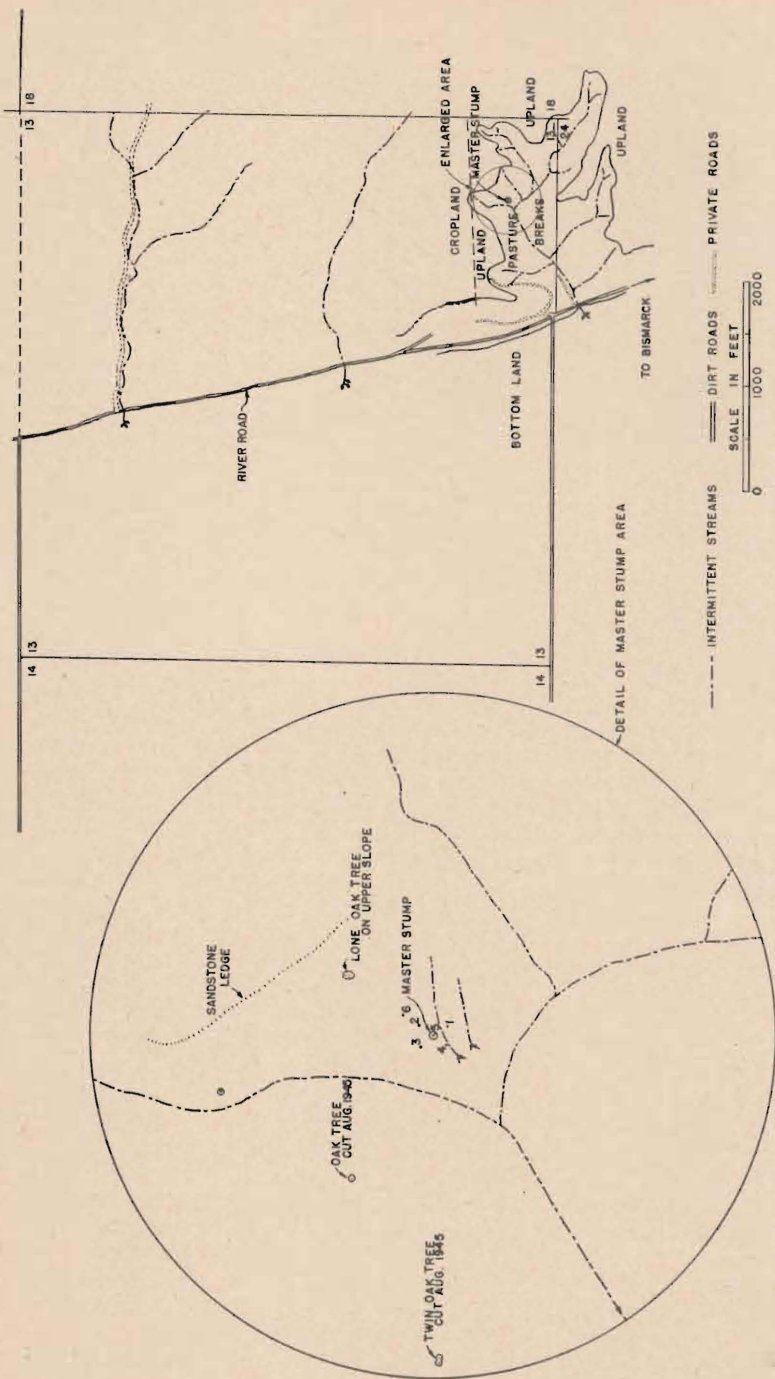 13 18
RIVER ROAD
14 13
14 13
CROPLAND
ENLARGED AREA
MASTER STUMP
UPLAND
PASTURE
BREAKS
UPLAND
13 18
24
UPLAND
BOTTOM LAND
TO BISMARCK
SANDSTONE
LEDGE
LONE OAK TREE
ON UPPER SLOPE
OAK TREE
CUT AUG. 1945
TWIN OAK TREE
CUT AUG. 1945
6 MASTER STUMP
2
3
5
4
1
7
DETAIL OF MASTER STUMP AREA
INTERMITTENT STREAMS
DIRT ROADS
PRIVATE ROADS
SCALE IN FEET
0 1000 2000